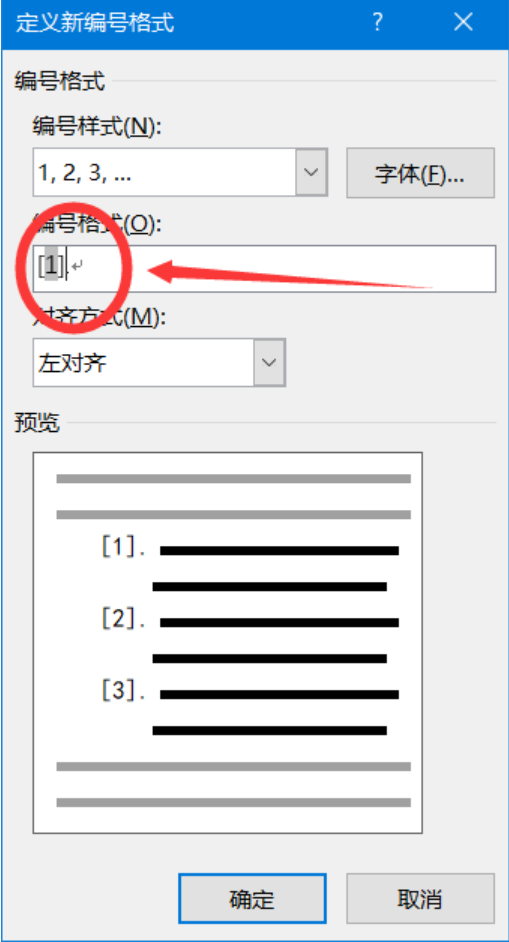 定义新编号格式 ?
编号格式
编号样式(N):
1, 2, 3, ...
字体(F)...
编号格式(O):
[1].
对齐方式(M):
左对齐
预览
[1].
[2].
[3].
确定 取消